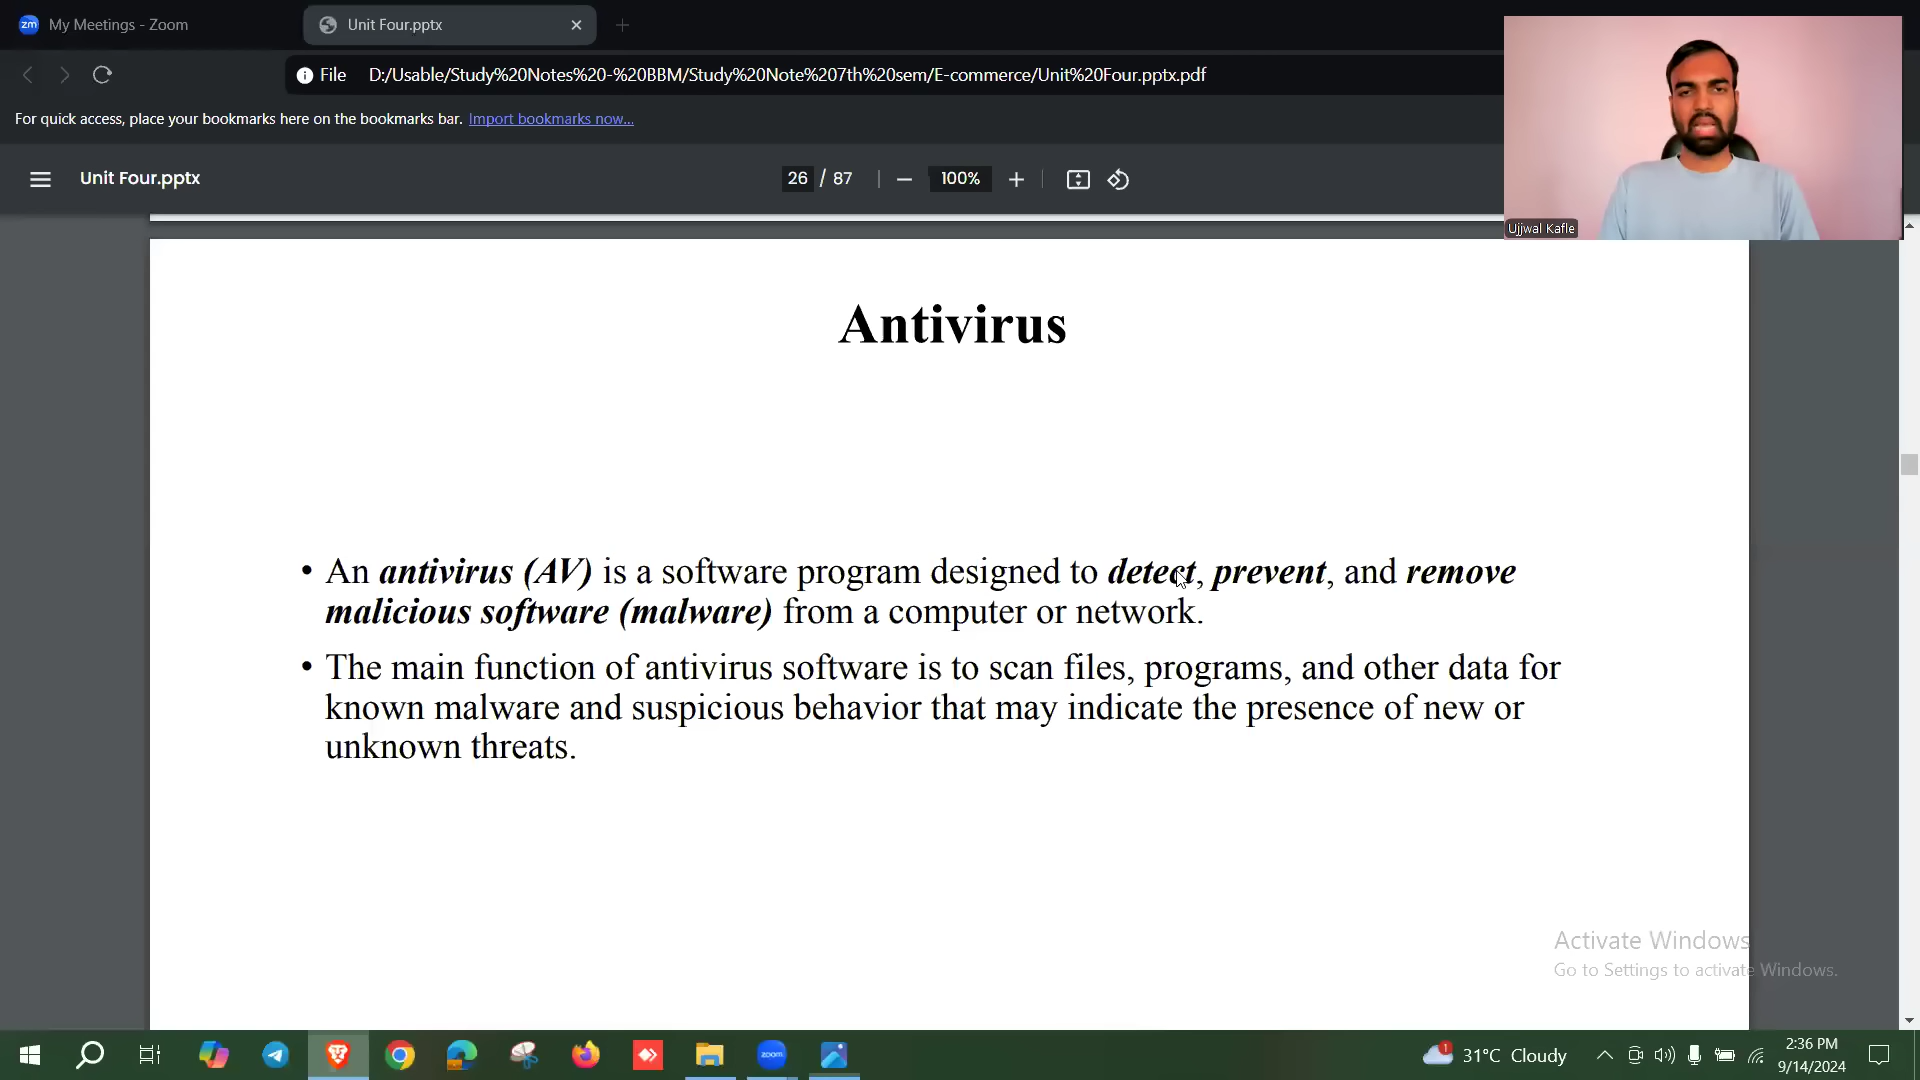 My Meetings - Zoom
Unit Four.pptx
File D:/Usable/Study%20Notes%20-%20BBM/Study%20Note%207th%20sem/E-commerce/Unit%20Four.pptx.pdf
For quick access, place your bookmarks here on the bookmarks bar. Import bookmarks now...
Unit Four.pptx
26 / 87
100%
Ujjwal Kafle
Antivirus
• An antivirus (AV) is a software program designed to detect, prevent, and remove
malicious software (malware) from a computer or network.
• The main function of antivirus software is to scan files, programs, and other data for
known malware and suspicious behavior that may indicate the presence of new or
unknown threats.
Activate Windows
Go to Settings to activate Windows.
zoom
1
31°C Cloudy
2:36 PM
9/14/2024